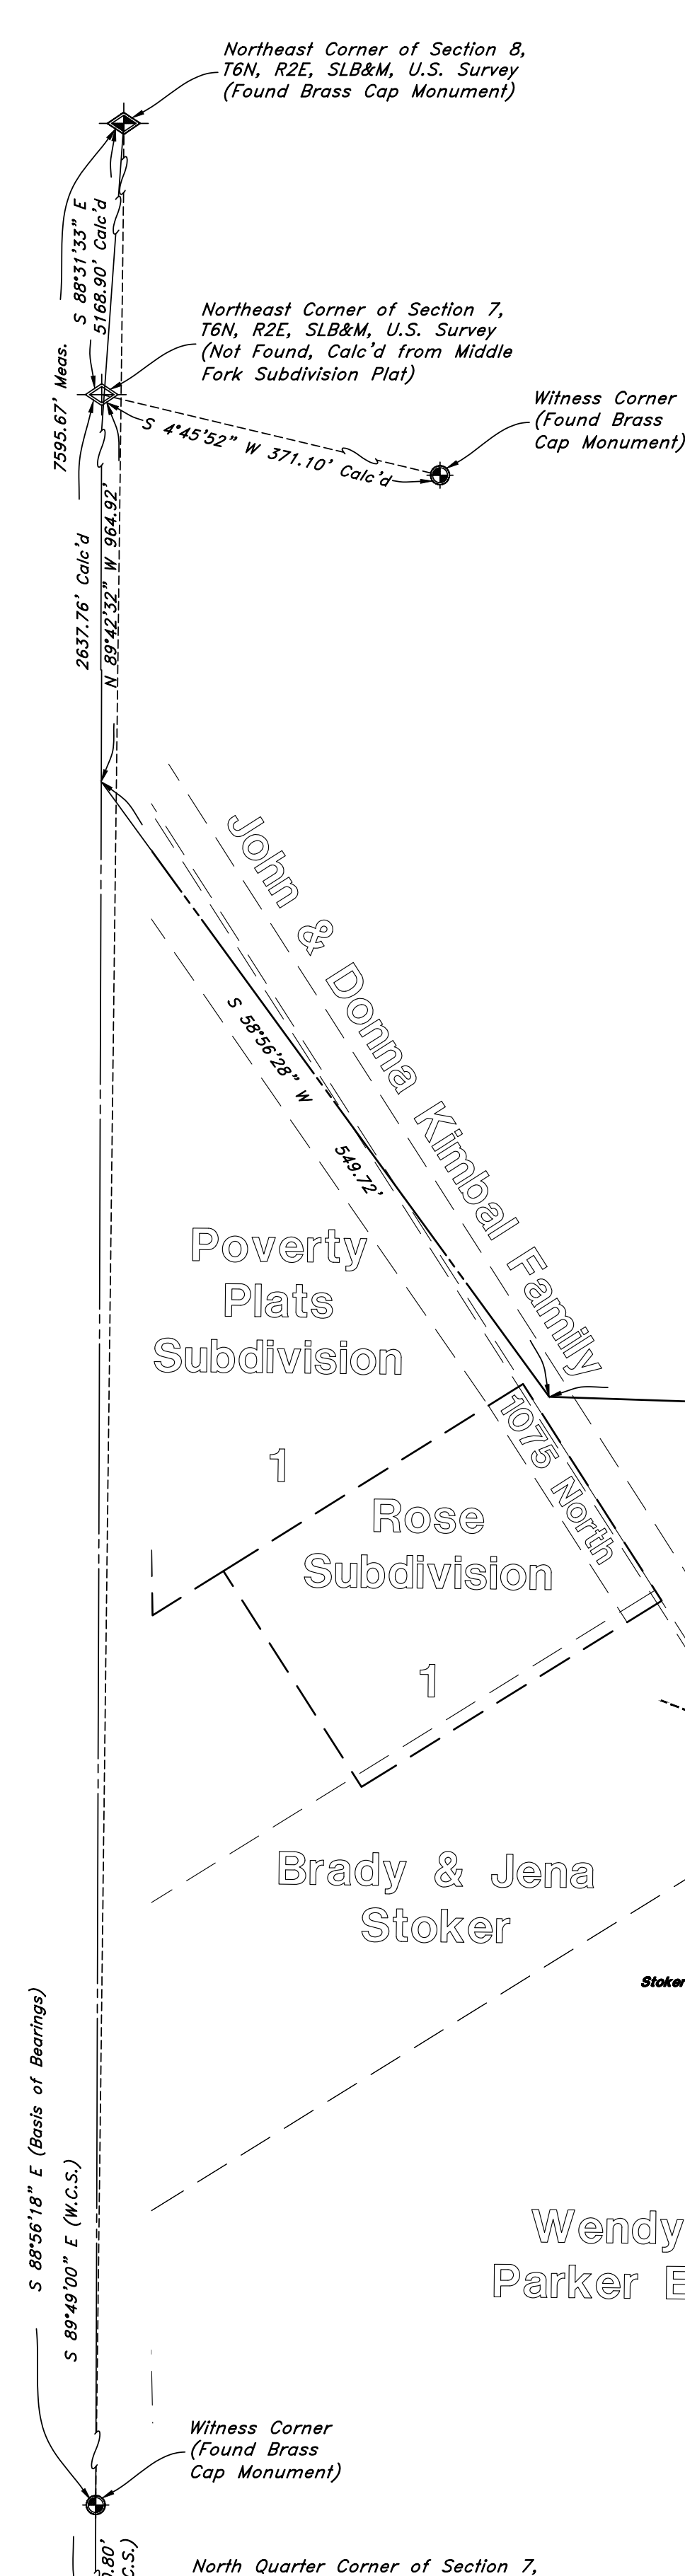 Northeast Corner of Section 8,
T6N, R2E, SLB&M, U.S. Survey
(Found Brass Cap Monument)
S 88°31'33" E
5168.90' Calc'd
Northeast Corner of Section 7,
T6N, R2E, SLB&M, U.S. Survey
(Not Found, Calc'd from Middle
Fork Subdivision Plat)
7595.67' Meas.
Witness Corner
(Found Brass
Cap Monument)
S 4°45'52" W 371.10' Calc'd
2637.76' Calc'd
N 89°42'32" W 964.92'
John & Donna Kimbal Family
S 58°56'28" W
549.72'
Poverty
Plats
Subdivision
1
1075 North
Rose
Subdivision
1
Brady & Jena
Stoker
Stoker
S 88°56'18" E (Basis of Bearings)
S 89°49'00" E (W.C.S.)
Wendy
Parker E
Witness Corner
(Found Brass
Cap Monument)
.80'
C.S.)
North Quarter Corner of Section 7,